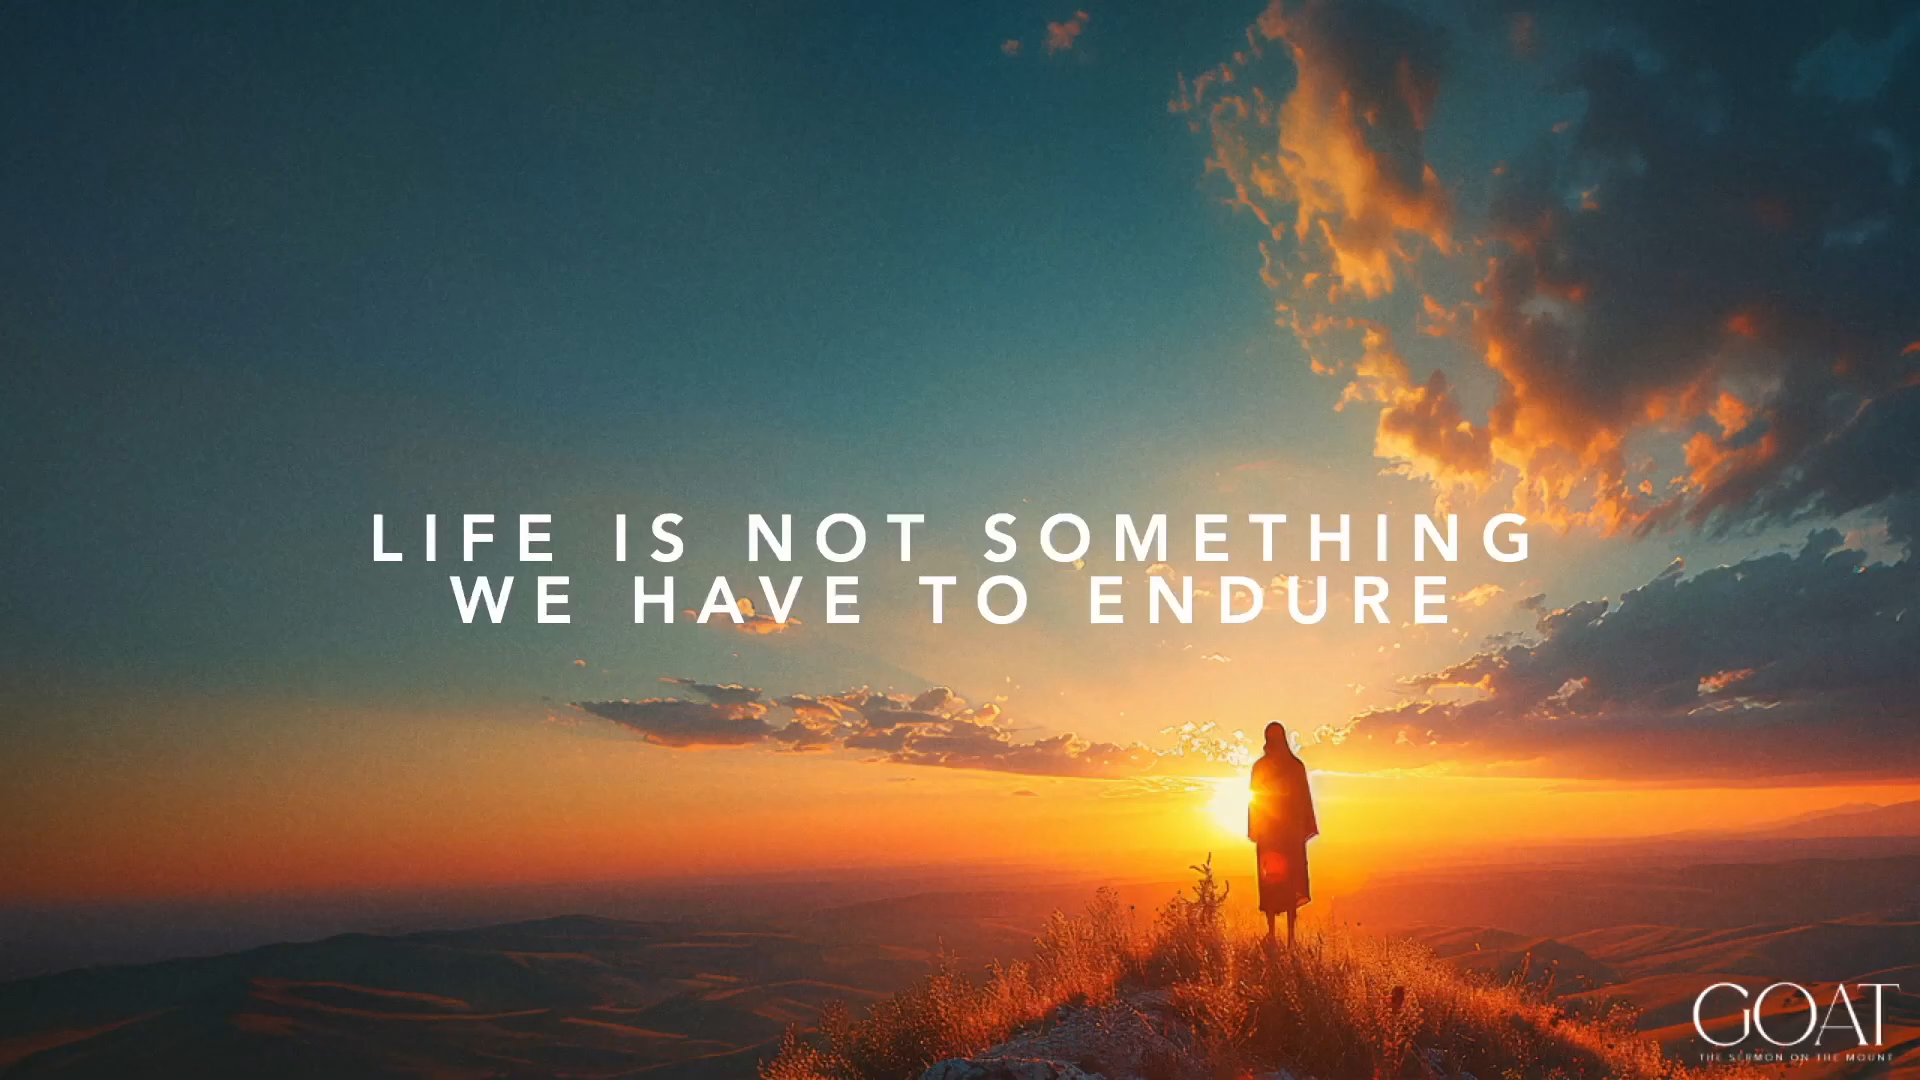 LIFE IS NOT SOMETHING
WE HAVE TO ENDURE
GOAT
THE SERMON ON THE MOUNT